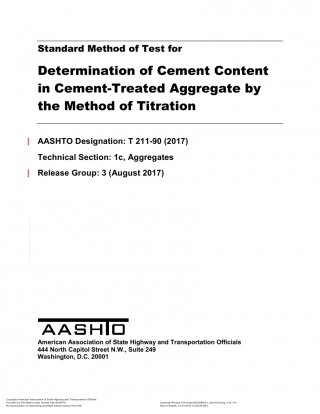 Standard Method of Test for
Determination of Cement Content
in Cement-Treated Aggregate by
the Method of Titration
AASHTO Designation: T 211-90 (2017)
Technical Section: 1c, Aggregates
Release Group: 3 (August 2017)
AASHTO
American Association of State Highway and Transportation Officials
444 North Capitol Street N.W., Suite 249
Washington, D.C. 20001